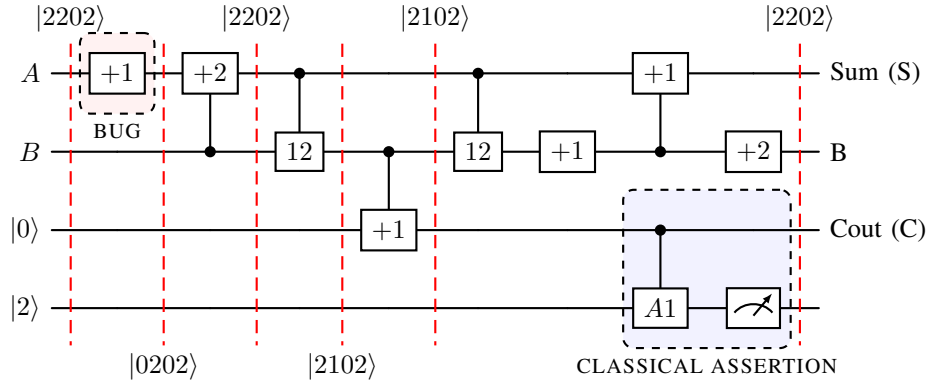 |2202⟩ |2202⟩ |2102⟩ |2202⟩
A +1 +2 +1 Sum (S)
BUG
B 12 12 +1 +2 B
|0⟩ +1 Cout (C)
|2⟩ A1
|0202⟩ |2102⟩ CLASSICAL ASSERTION